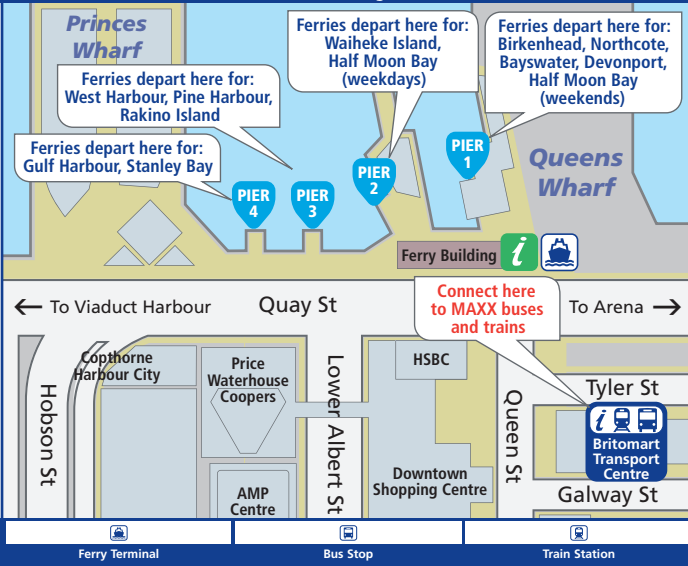 Princes
Wharf
Ferries depart here for:
Waiheke Island,
Half Moon Bay
(weekdays)
Ferries depart here for:
Birkenhead, Northcote,
Bayswater, Devonport,
Half Moon Bay
(weekends)
Ferries depart here for:
West Harbour, Pine Harbour,
Rakino Island
Ferries depart here for:
Gulf Harbour, Stanley Bay
PIER
4
PIER
3
PIER
2
PIER
1
Queens
Wharf
Ferry Building
i
Connect here
to MAXX buses
and trains
To Viaduct Harbour
Quay St
To Arena
Copthorne
Harbour City
Price
Waterhouse
Coopers
HSBC
Hobson St
Lower Albert St
Queen St
Tyler St
i
Britomart
Transport
Centre
Downtown
Shopping Centre
AMP
Centre
Galway St
Ferry Terminal
Bus Stop
Train Station